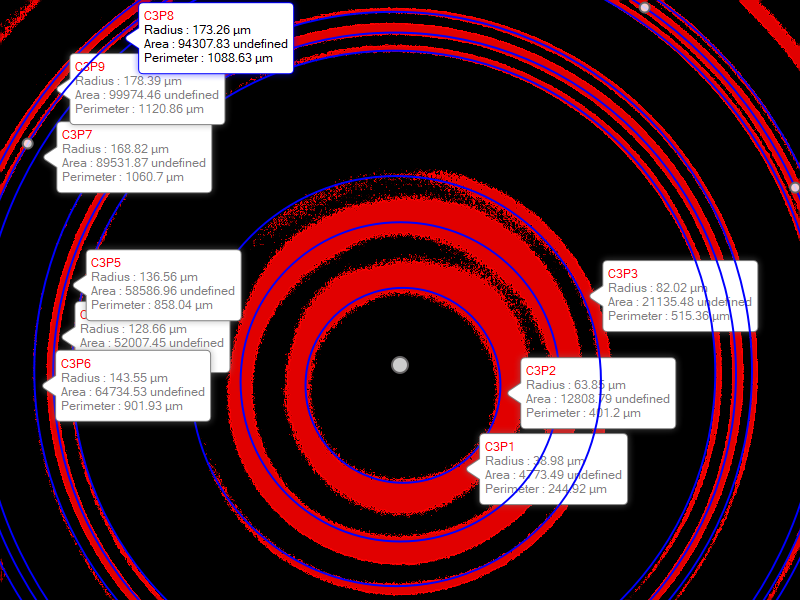 C3P8
Radius : 173.26 µm
Area : 94307.83 undefined
Perimeter : 1088.63 µm
C3P9
Radius : 178.39 µm
Area : 99974.46 undefined
Perimeter : 1120.86 µm
C3P7
Radius : 168.82 µm
Area : 89531.87 undefined
Perimeter : 1060.7 µm
C3P5
Radius : 136.56 µm
Area : 58586.96 undefined
Perimeter : 858.04 µm
Radius : 128.66 µm
Area : 52007.45 undefined
C3P6
Radius : 143.55 µm
Area : 64734.53 undefined
Perimeter : 901.93 µm
C3P3
Radius : 82.02 µm
Area : 21135.48 undefined
Perimeter : 515.36 µm
C3P2
Radius : 63.85 µm
Area : 12808.79 undefined
Perimeter : 401.2 µm
C3P1
Radius : 38.98 µm
Area : 4773.49 undefined
Perimeter : 244.92 µm